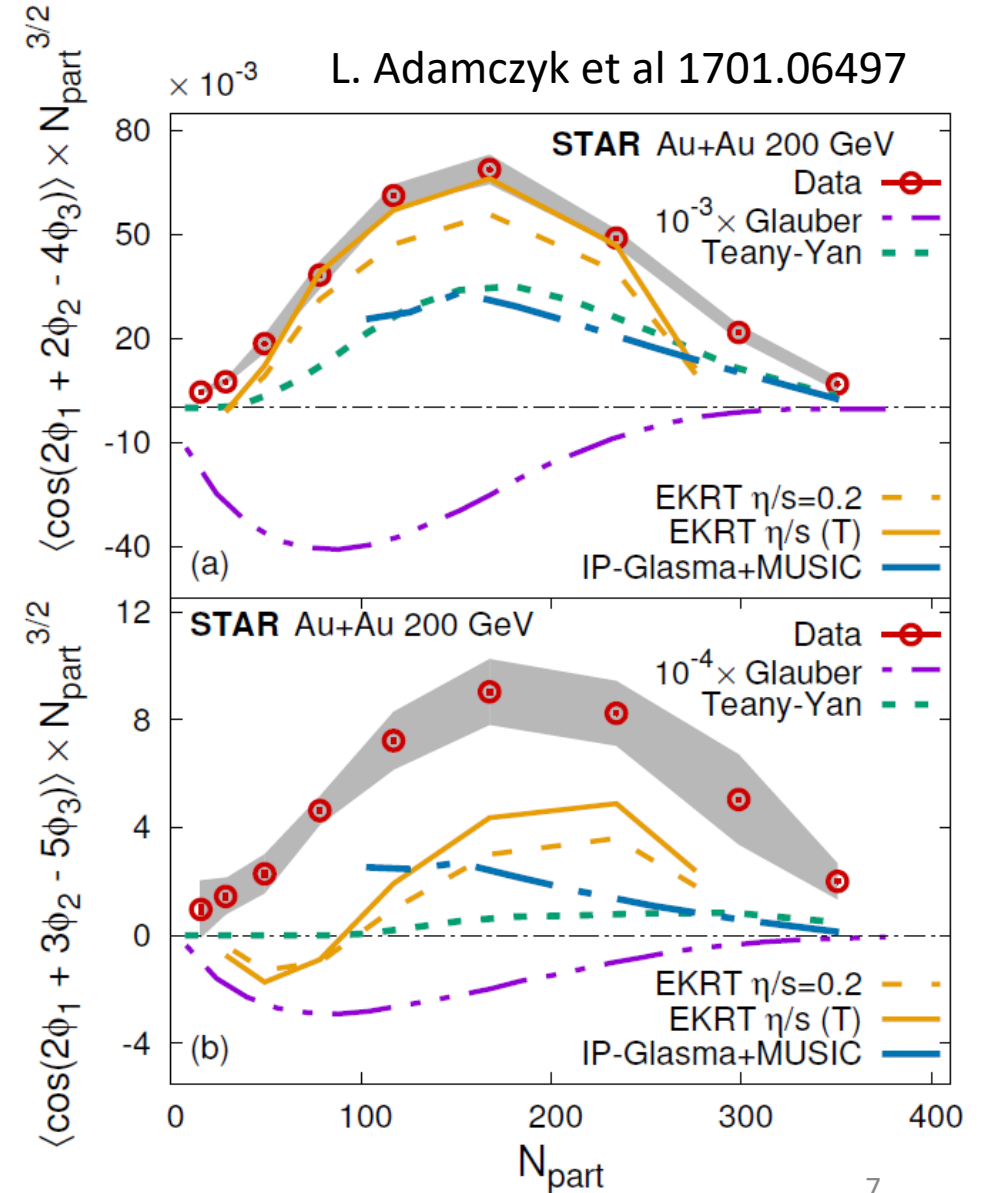 L. Adamczyk et al 1701.06497
× 10⁻³
⟨cos(2ϕ₁ + 2ϕ₂ - 4ϕ₃)⟩ × N_part^3/2
80
50
20
-10
-40
STAR Au+Au 200 GeV
Data
10⁻³× Glauber
Teany-Yan
EKRT η/s=0.2
EKRT η/s (T)
IP-Glasma+MUSIC
(a)
⟨cos(2ϕ₁ + 3ϕ₂ - 5ϕ₃)⟩ × N_part^3/2
12
8
4
0
-4
STAR Au+Au 200 GeV
Data
10⁻⁴× Glauber
Teany-Yan
EKRT η/s=0.2
EKRT η/s (T)
IP-Glasma+MUSIC
(b)
0 100 200 300 400
N_part
7